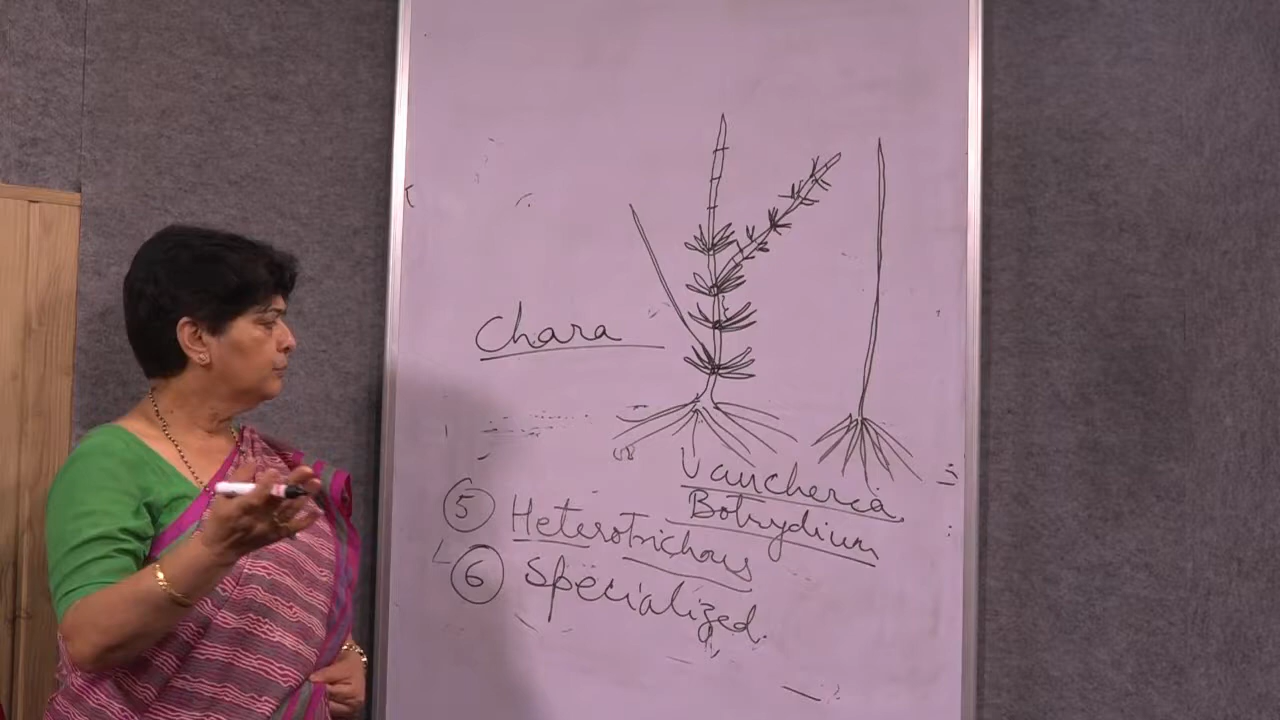 Chara
Vaucheria
Botrydium
5 Heterotrichous
6 Specialized.